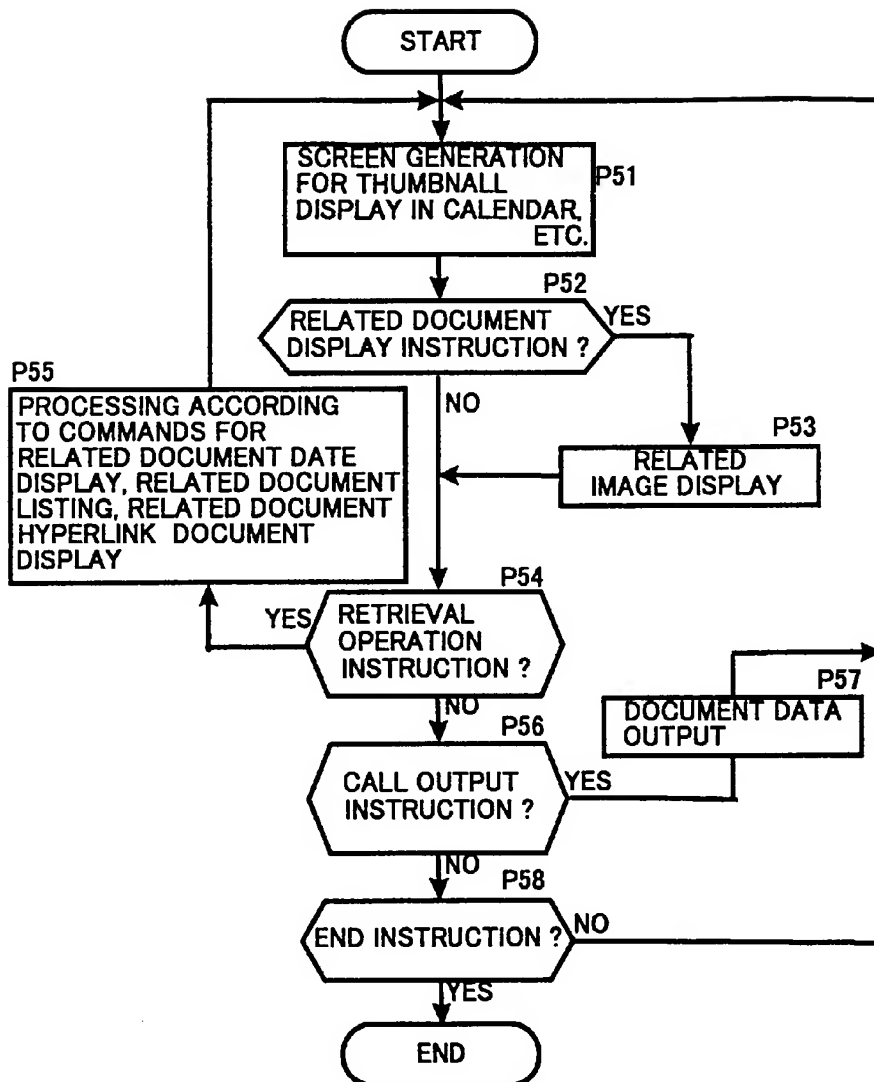 START
SCREEN GENERATION
FOR THUMBNALL
DISPLAY IN CALENDAR,
ETC.
P51
P52
RELATED DOCUMENT
DISPLAY INSTRUCTION ?
YES
NO
P55
PROCESSING ACCORDING
TO COMMANDS FOR
RELATED DOCUMENT DATE
DISPLAY, RELATED DOCUMENT
LISTING, RELATED DOCUMENT
HYPERLINK DOCUMENT
DISPLAY
P53
RELATED
IMAGE DISPLAY
P54
YES
RETRIEVAL
OPERATION
INSTRUCTION ?
NO
P57
DOCUMENT DATA
OUTPUT
P56
CALL OUTPUT
INSTRUCTION ?
YES
NO
P58
END INSTRUCTION ?
NO
YES
END